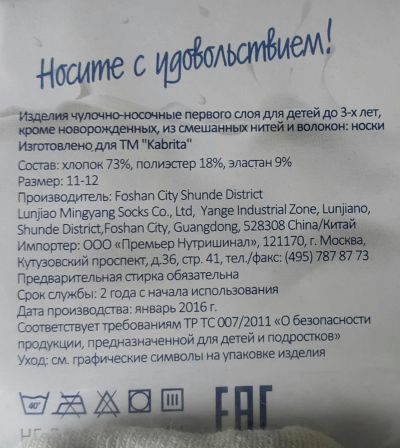 Носите с удовольствием!
Изделия чулочно-носочные первого слоя для детей до 3-х лет,
кроме новорожденных, из смешанных нитей и волокон: носки
Изготовлено для ТМ "Kabrita"
Состав: хлопок 73%, полиэстер 18%, эластан 9%
Размер: 11-12
Производитель: Foshan City Shunde District
Lunjiao Mingyang Socks Co., Ltd, Yange Industrial Zone, Lunjiano,
Shunde District,Foshan City, Guangdong, 528308 China/Китай
Импортер: ООО «Премьер Нутришинал», 121170, г. Москва,
Кутузовский проспект, д.36, стр. 41, тел./факс: (495) 787 87 73
Предварительная стирка обязательна
Срок службы: 2 года с начала использования
Дата производства: январь 2016 г.
Соответствует требованиям ТР ТС 007/2011 «О безопасности
продукции, предназначенной для детей и подростков»
Уход: см. графические символы на упаковке изделия
40° EAC